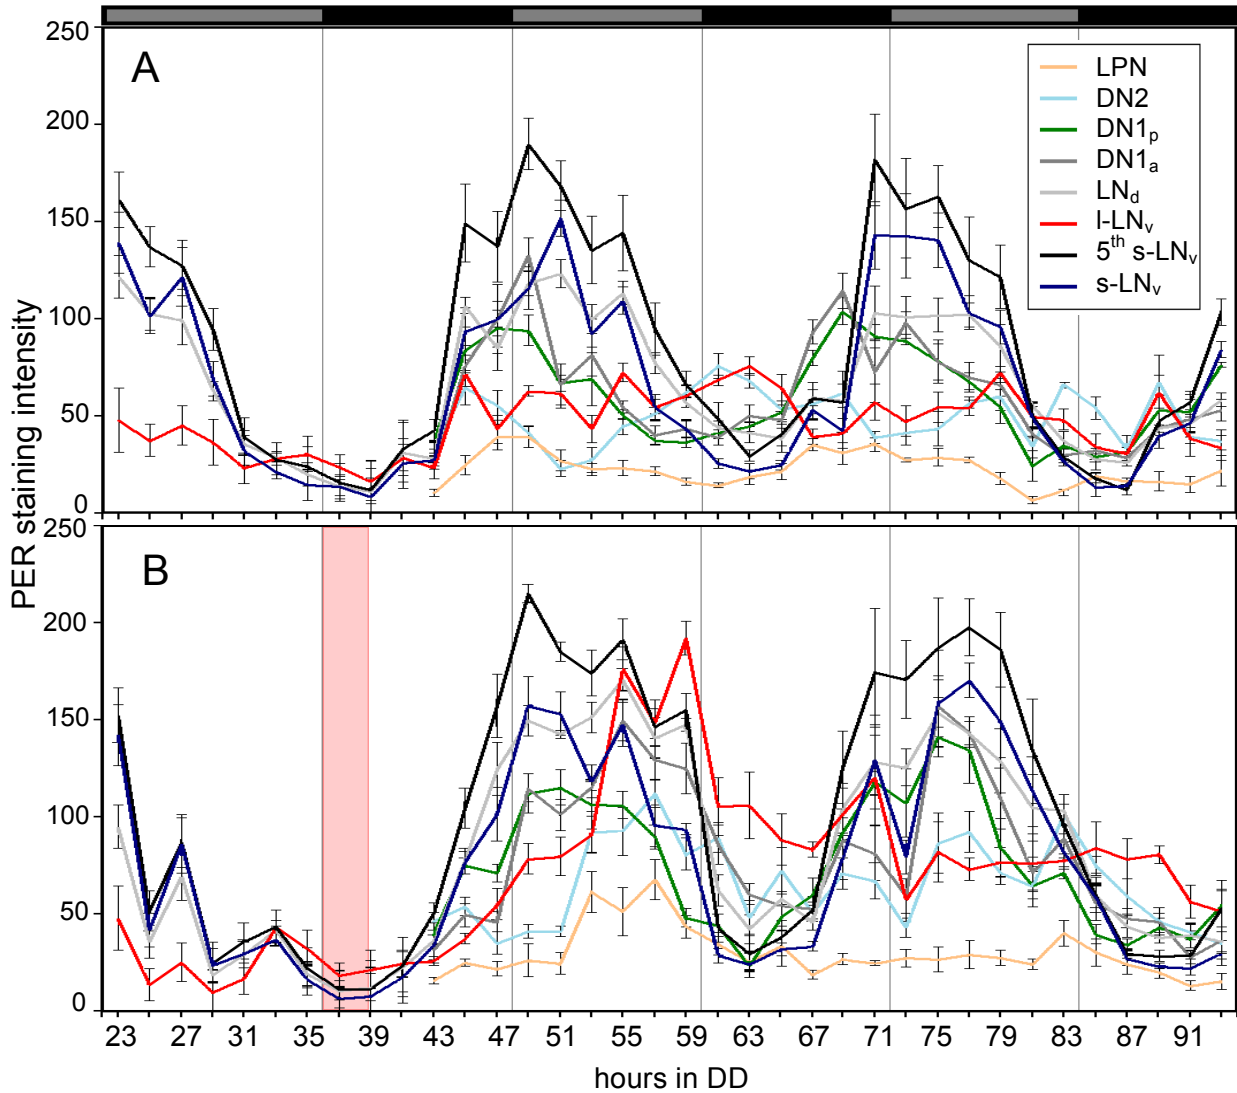 A
LPN
DN2
DN1p
DN1a
LNd
l-LNv
5th s-LNv
s-LNv
250
200
150
100
50
0
PER staining intensity
B
250
200
150
100
50
0
23 27 31 35 39 43 47 51 55 59 63 67 71 75 79 83 87 91
hours in DD